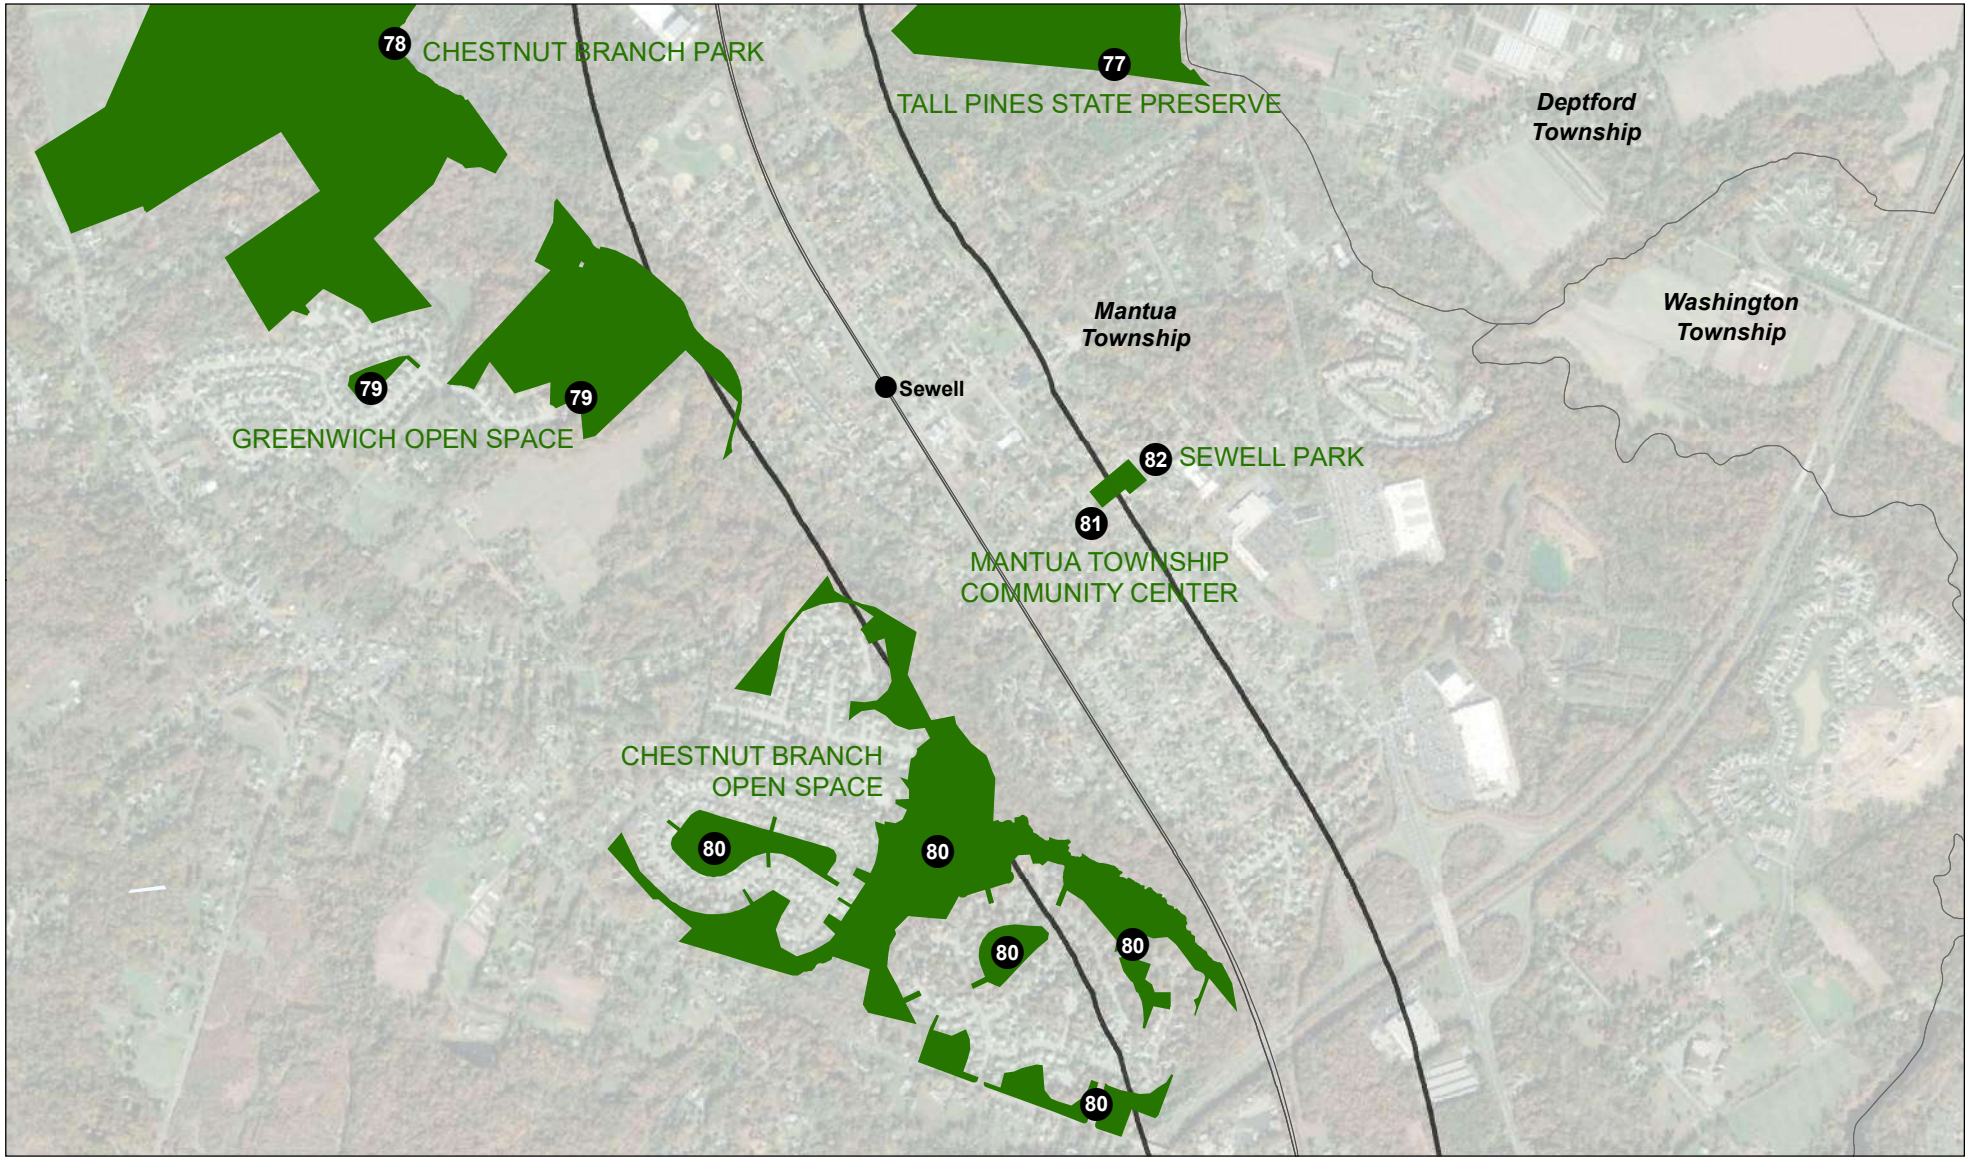 78 CHESTNUT BRANCH PARK
77
TALL PINES STATE PRESERVE
Deptford
Township
Mantua
Township
Washington
Township
79
79
GREENWICH OPEN SPACE
Sewell
82 SEWELL PARK
81
MANTUA TOWNSHIP
COMMUNITY CENTER
CHESTNUT BRANCH
OPEN SPACE
80
80
80
80
80